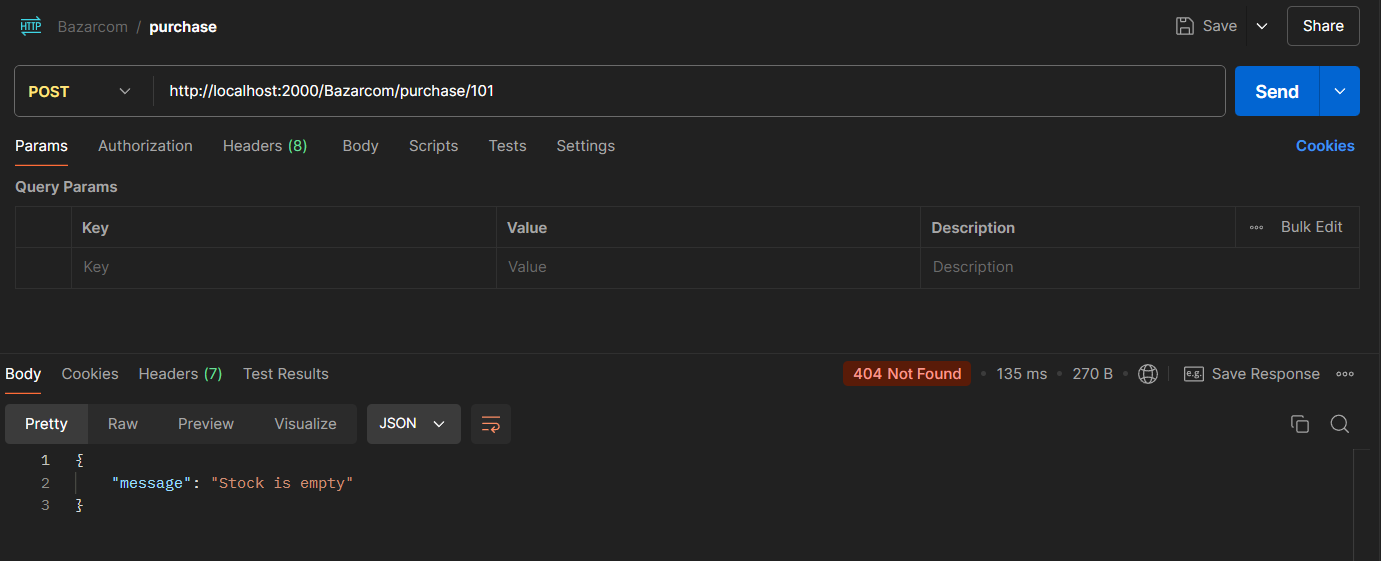 HTTP Bazarcom / purchase Save Share
POST http://localhost:2000/Bazarcom/purchase/101 Send
Params Authorization Headers (8) Body Scripts Tests Settings Cookies
Query Params
Key Value Description Bulk Edit
Key Value Description
Body Cookies Headers (7) Test Results 404 Not Found • 135 ms • 270 B • e.g. Save Response
Pretty Raw Preview Visualize JSON
1 {
2 "message": "Stock is empty"
3 }